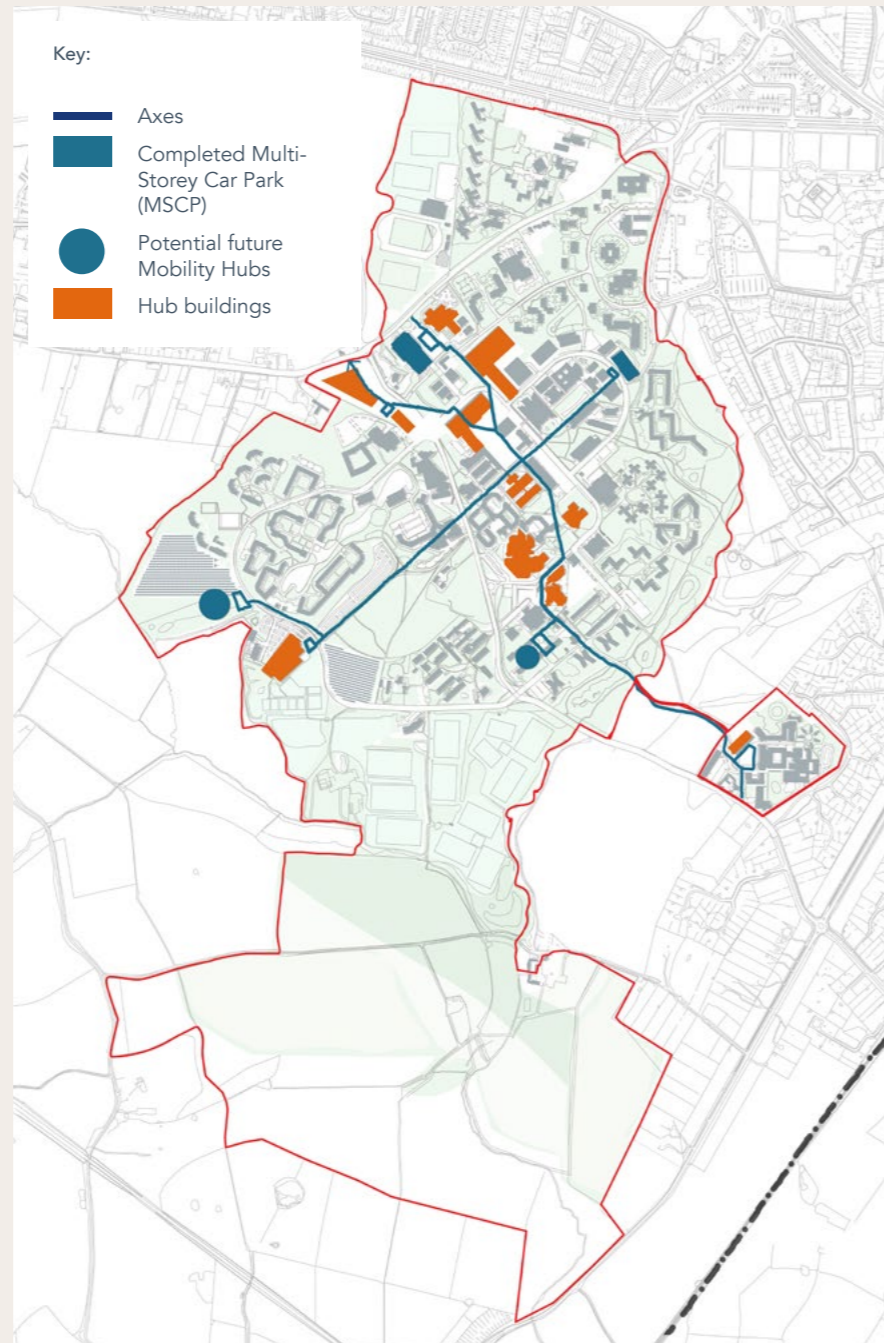 Key:
Axes
Completed Multi-
Storey Car Park
(MSCP)
Potential future
Mobility Hubs
Hub buildings